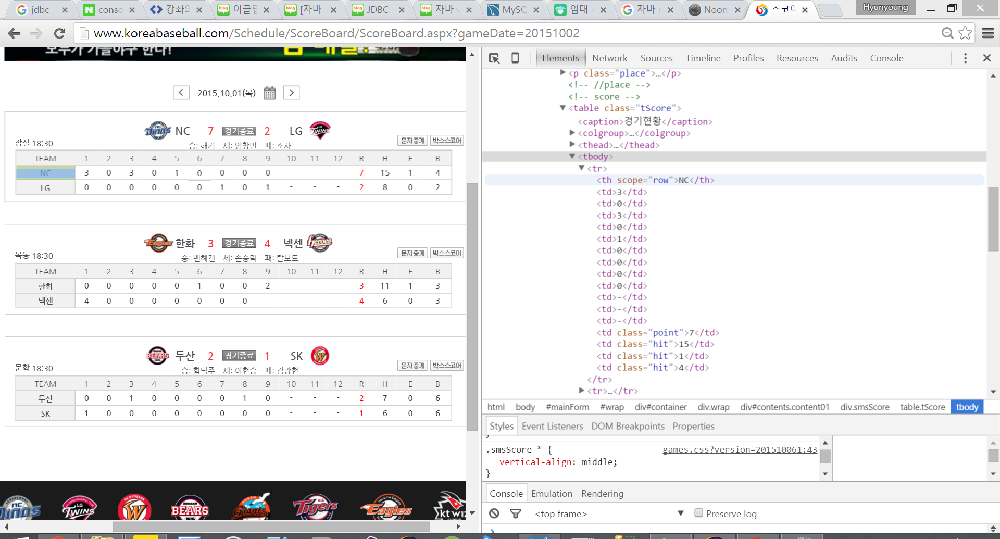 jdbc -
conso
강좌와
이클립
[자바
JDBC
자바로
MySQ
임대
자바
Noon
스코어
Hyunyoung
www.koreabaseball.com/Schedule/ScoreBoard/ScoreBoard.aspx?gameDate=20151002
모두가 가을야구 한다!
2015.10.01(목)
NC 7 경기종료 2 LG
잠실 18:30 승: 해커 세: 임창민 패: 소사 문자중계 박스스코어
TEAM 1 2 3 4 5 6 7 8 9 10 11 12 R H E B
NC 3 0 3 0 1 0 0 0 0 - - - 7 15 1 4
LG 0 0 0 0 0 0 1 0 1 - - - 2 8 0 2
한화 3 경기종료 4 넥센
목동 18:30 승: 밴헤켄 세: 손승락 패: 탈보트 문자중계 박스스코어
TEAM 1 2 3 4 5 6 7 8 9 10 11 12 R H E B
한화 0 0 0 0 0 1 0 0 2 - - - 3 11 1 3
넥센 4 0 0 0 0 0 0 0 - - - - 4 6 0 3
두산 2 경기종료 1 SK
문학 18:30 승: 함덕주 세: 이현승 패: 김광현 문자중계 박스스코어
TEAM 1 2 3 4 5 6 7 8 9 10 11 12 R H E B
두산 0 0 1 0 0 0 0 1 0 - - - 2 7 0 6
SK 1 0 0 0 0 0 0 0 0 - - - 1 6 0 6
Elements Network Sources Timeline Profiles Resources Audits Console
<p class="place">…</p>
<!-- //place -->
<!-- score -->
<table class="tScore">
<caption>경기현황</caption>
<colgroup>…</colgroup>
<thead>…</thead>
<tbody>
<tr>
<th scope="row">NC</th>
<td>3</td>
<td>0</td>
<td>3</td>
<td>0</td>
<td>1</td>
<td>0</td>
<td>0</td>
<td>0</td>
<td>0</td>
<td>-</td>
<td>-</td>
<td>-</td>
<td class="point">7</td>
<td class="hit">15</td>
<td class="hit">1</td>
<td class="hit">4</td>
</tr>
<tr>…</tr>
html body #mainForm #wrap div#container div.wrap div#contents.content01 div.smsScore table.tScore tbody
Styles Event Listeners DOM Breakpoints Properties
}
.smsScore * { games.css?version=201510061:43
vertical-align: middle;
}
Console Emulation Rendering
<top frame> Preserve log